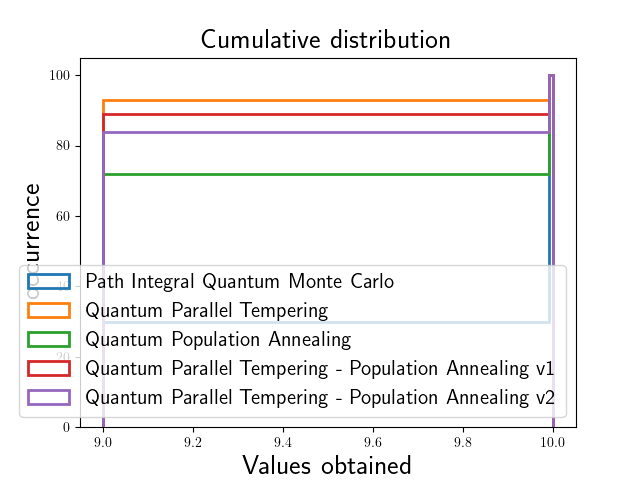 Cumulative distribution
100
80
60
40
20
0
occurrence
9.0 9.2 9.4 9.6 9.8 10.0
Values obtained
Path Integral Quantum Monte Carlo
Quantum Parallel Tempering
Quantum Population Annealing
Quantum Parallel Tempering - Population Annealing v1
Quantum Parallel Tempering - Population Annealing v2